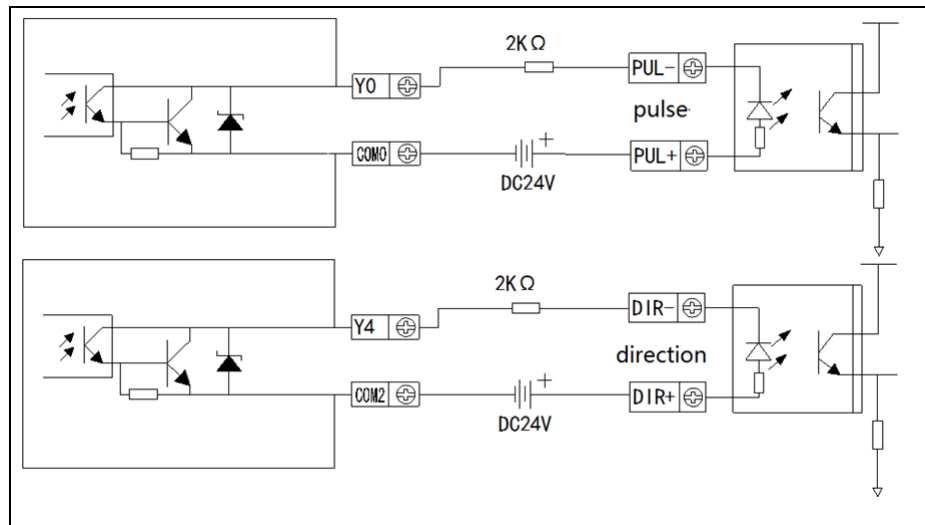 2KΩ
Y0
PUL-
pulse
COM0
PUL+
DC24V
2KΩ
Y4
DIR-
direction
COM2
DIR+
DC24V